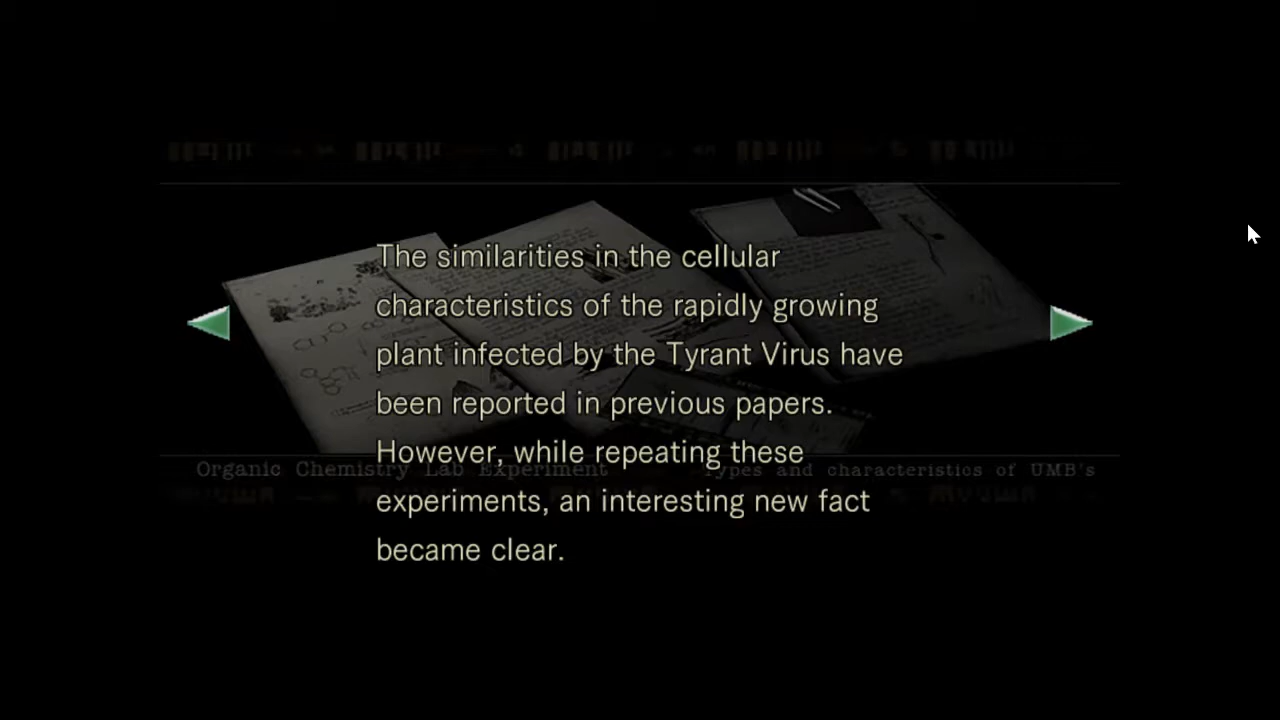 The similarities in the cellular
characteristics of the rapidly growing
plant infected by the Tyrant Virus have
been reported in previous papers.
However, while repeating these
Organic Chemistry Lab Experiment Types and characteristics of UMB's
experiments, an interesting new fact
became clear.